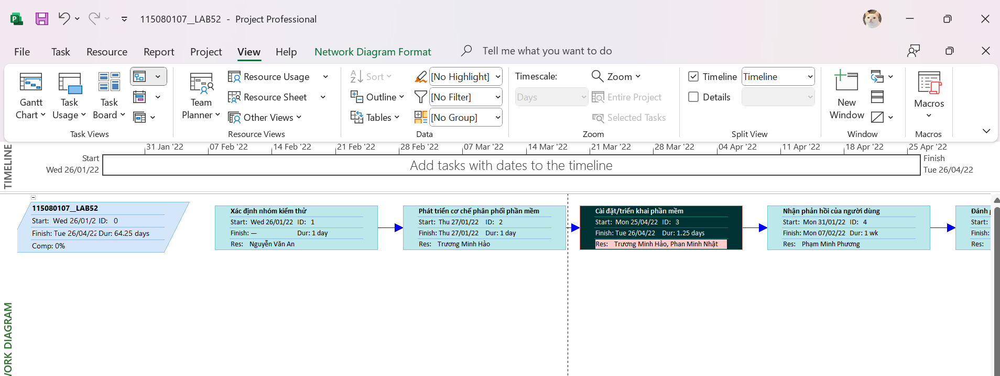 115080107_LAB52 - Project Professional
File Task Resource Report Project View Help Network Diagram Format Tell me what you want to do
Gantt Chart
Task Usage
Task Board
Task Views
Team Planner
Resource Usage
Resource Sheet
Other Views
Resource Views
Sort
Outline
Tables
[No Highlight]
[No Filter]
[No Group]
Data
Timescale:
Days
Zoom
Entire Project
Selected Tasks
Zoom
Timeline Timeline
Details
Split View
New Window
Window
Macros
Macros
TIMELINE
31 Jan '22 07 Feb '22 14 Feb '22 21 Feb '22 28 Feb '22 07 Mar '22 14 Mar '22 21 Mar '22 28 Mar '22 04 Apr '22 11 Apr '22 18 Apr '22 25 Apr '22
Start
Wed 26/01/22
Add tasks with dates to the timeline
Finish
Tue 26/04/22
115080107_LAB52
Start: Wed 26/01/2 ID: 0
Finish: Tue 26/04/22 Dur: 64.25 days
Comp: 0%
Xác định nhóm kiểm thử
Start: Wed 26/01/22 ID: 1
Finish: — Dur: 1 day
Res: Nguyễn Văn An
Phát triển cơ chế phân phối phần mềm
Start: Thu 27/01/22 ID: 2
Finish: Thu 27/01/22 Dur: 1 day
Res: Trương Minh Hảo
Cài đặt/triển khai phần mềm
Start: Mon 25/04/22 ID: 3
Finish: Tue 26/04/22 Dur: 1.25 days
Res: Trương Minh Hảo, Phan Minh Nhật
Nhận phản hồi của người dùng
Start: Mon 31/01/22 ID: 4
Finish: Mon 07/02/22 Dur: 1 wk
Res: Phạm Minh Phương
Đánh
Start:
Finish:
Res:
WORK DIAGRAM